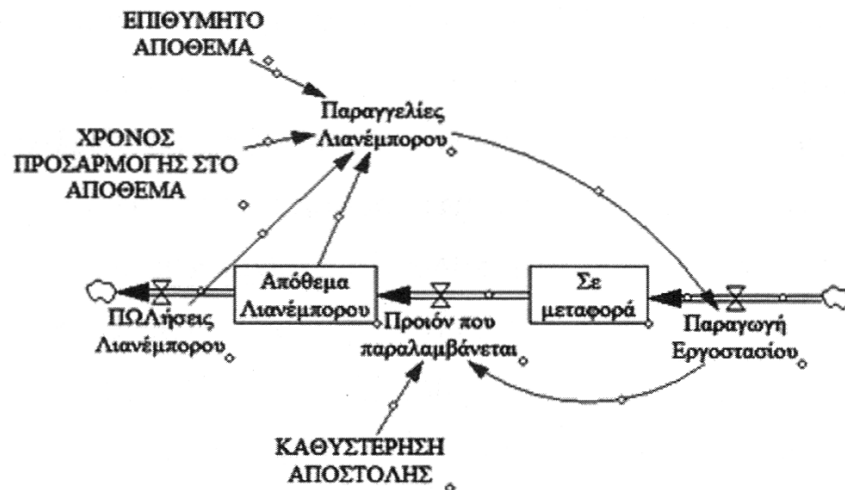 ΕΠΙΘΥΜΗΤΟ
ΑΠΟΘΕΜΑ
Παραγγελίες
Λιανέμπορου
ΧΡΟΝΟΣ
ΠΡΟΣΑΡΜΟΓΗΣ ΣΤΟ
ΑΠΟΘΕΜΑ
Απόθεμα
Λιανέμπορου
Σε
μεταφορά
ΠΩΛήσεις
Λιανέμπορου
Προιόν που
παραλαμβάνεται
Παραγωγή
Εργοστασίου
ΚΑΘΥΣΤΕΡΗΣΗ
ΑΠΟΣΤΟΛΗΣ